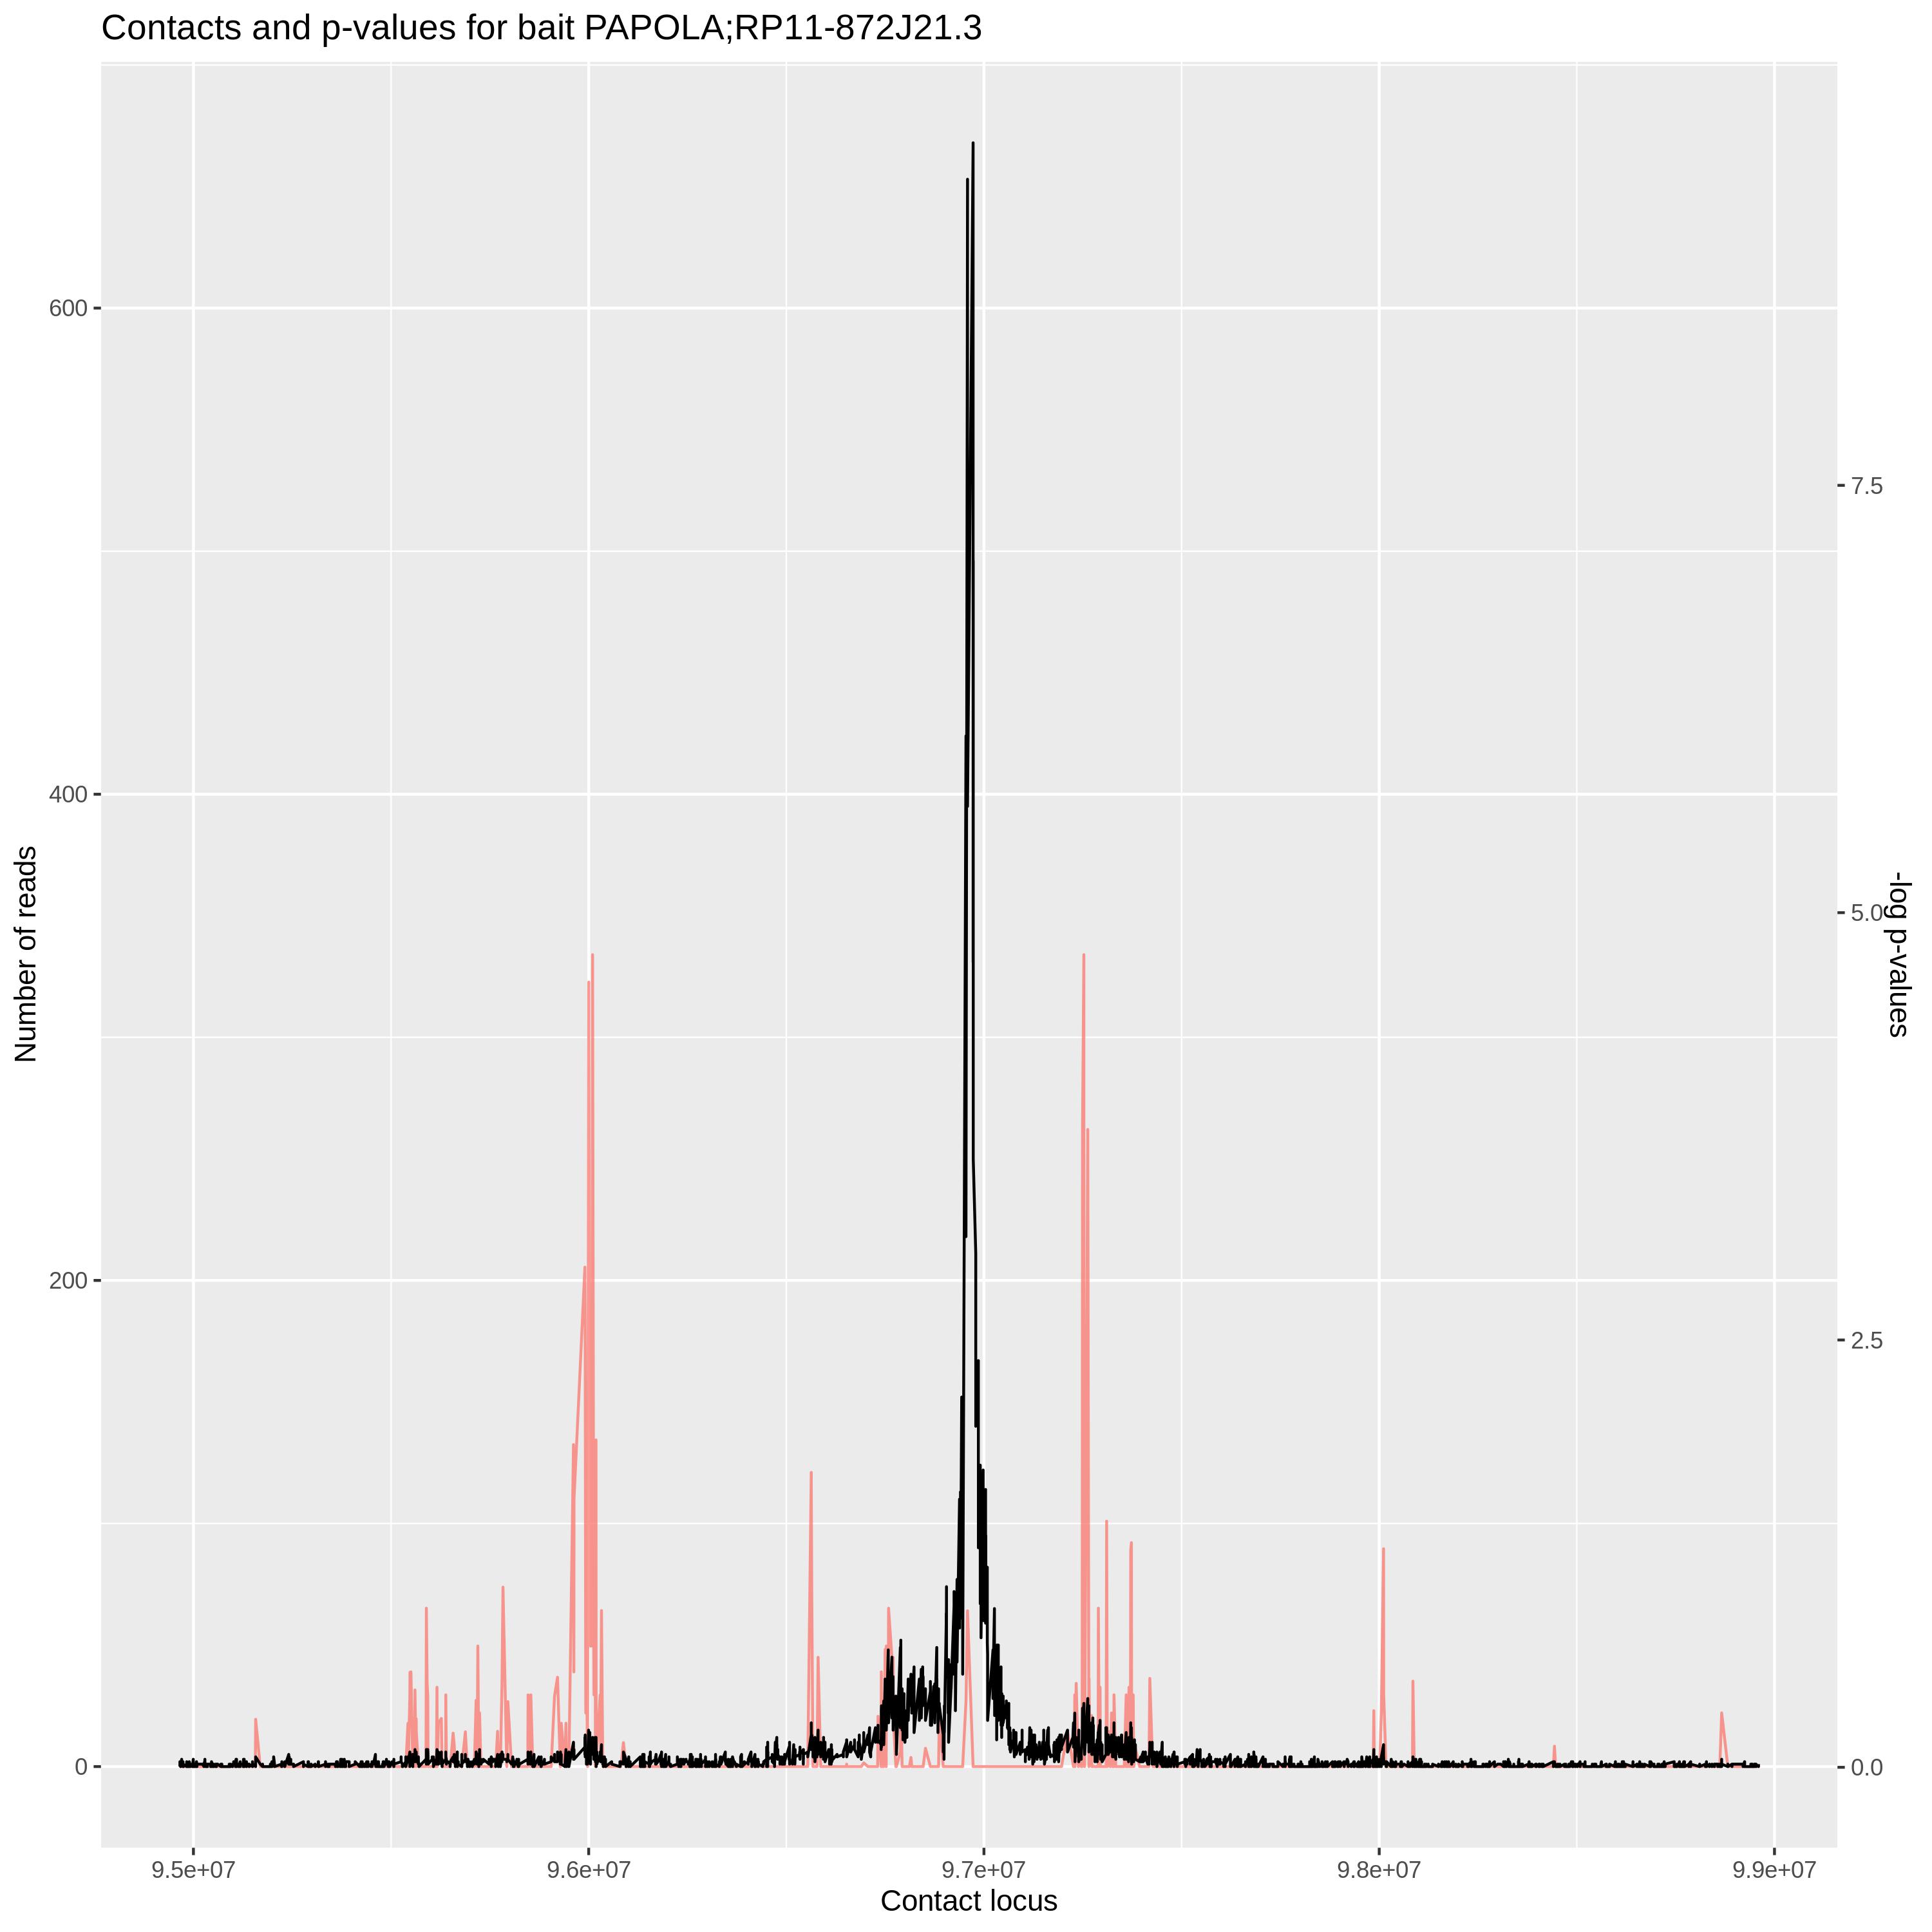 Contacts and p-values for bait PAPOLA;RP11-872J21.3
600
400
200
0
Number of reads
7.5
5.0
2.5
0.0
-log p-values
9.5e+07
9.6e+07
9.7e+07
9.8e+07
9.9e+07
Contact locus